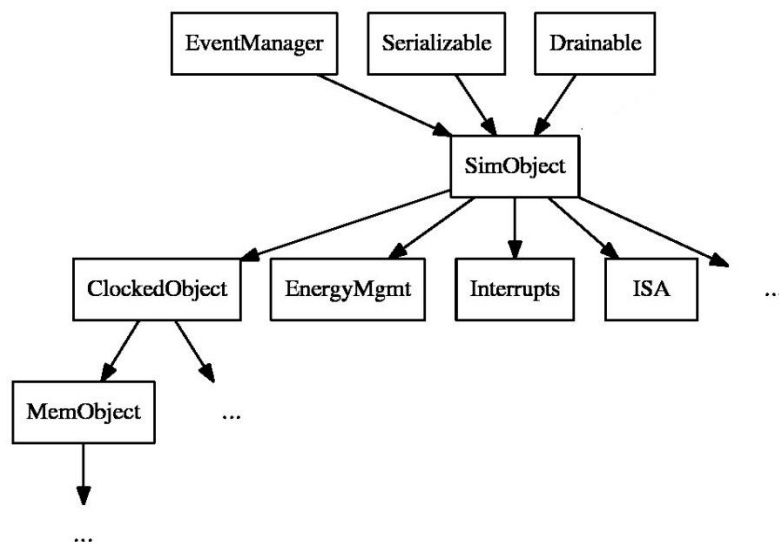 EventManager
Serializable
Drainable
SimObject
ClockedObject
EnergyMgmt
Interrupts
ISA
...
MemObject
...
...